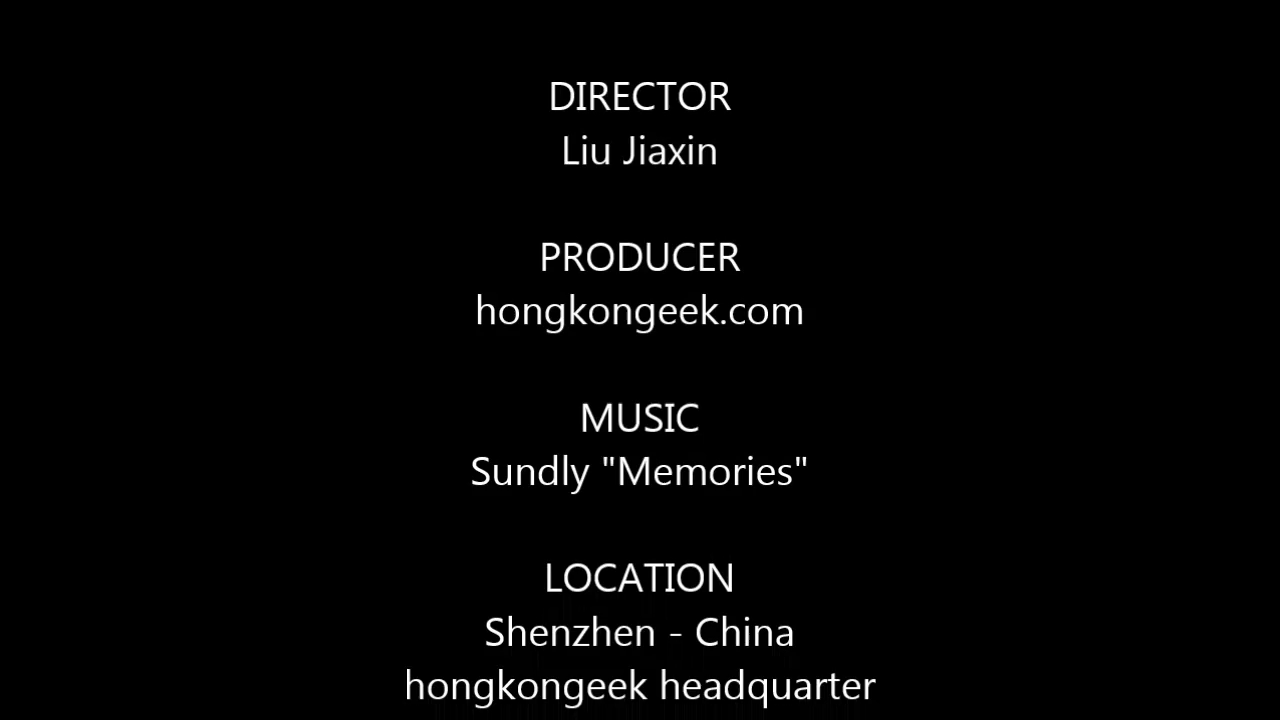 DIRECTOR
Liu Jiaxin
PRODUCER
hongkongeek.com
MUSIC
Sundly "Memories"
LOCATION
Shenzhen - China
hongkongeek headquarter